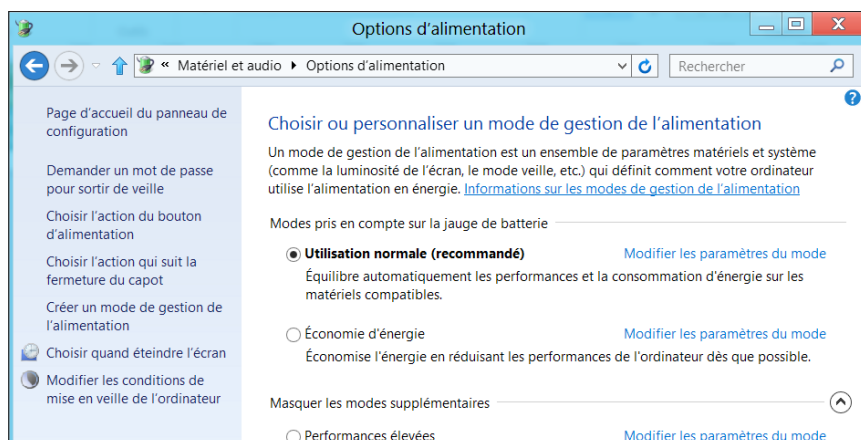 Options d'alimentation
« Matériel et audio ▸ Options d'alimentation
Rechercher
Page d'accueil du panneau de
configuration
Demander un mot de passe
pour sortir de veille
Choisir l'action du bouton
d'alimentation
Choisir l'action qui suit la
fermeture du capot
Créer un mode de gestion de
l'alimentation
Choisir quand éteindre l'écran
Modifier les conditions de
mise en veille de l'ordinateur
Choisir ou personnaliser un mode de gestion de l'alimentation
Un mode de gestion de l'alimentation est un ensemble de paramètres matériels et système
(comme la luminosité de l'écran, le mode veille, etc.) qui définit comment votre ordinateur
utilise l'alimentation en énergie. Informations sur les modes de gestion de l'alimentation
Modes pris en compte sur la jauge de batterie
Utilisation normale (recommandé) Modifier les paramètres du mode
Équilibre automatiquement les performances et la consommation d'énergie sur les
matériels compatibles.
Économie d'énergie Modifier les paramètres du mode
Économise l'énergie en réduisant les performances de l'ordinateur dès que possible.
Masquer les modes supplémentaires
Performances élevées Modifier les paramètres du mode